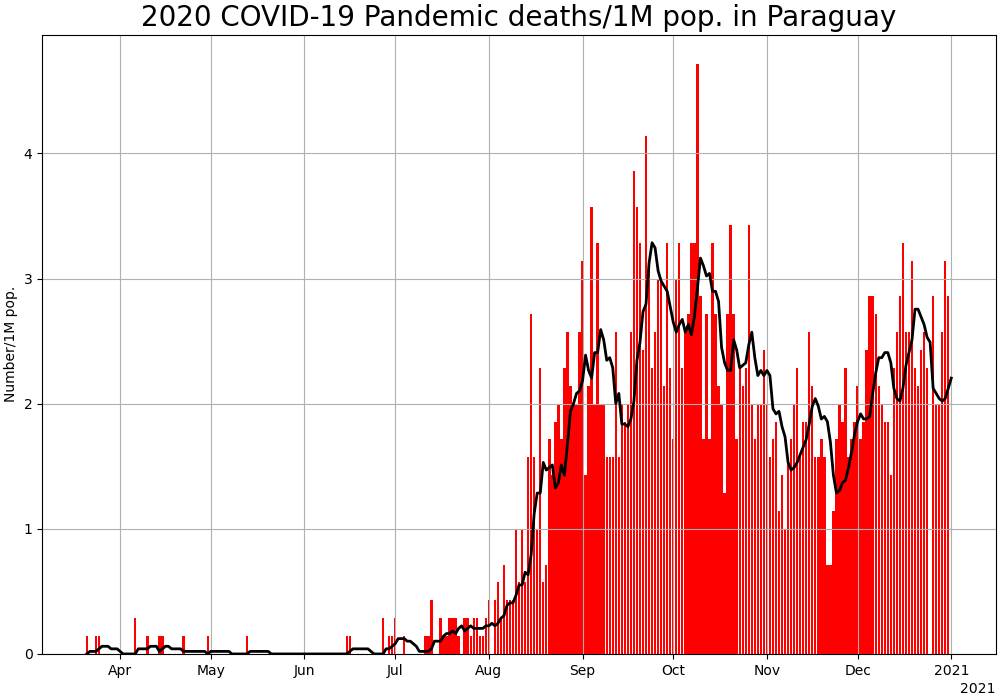 2020 COVID-19 Pandemic deaths/1M pop. in Paraguay
Number/1M pop.
4
3
2
1
0
Apr May Jun Jul Aug Sep Oct Nov Dec 2021
2021